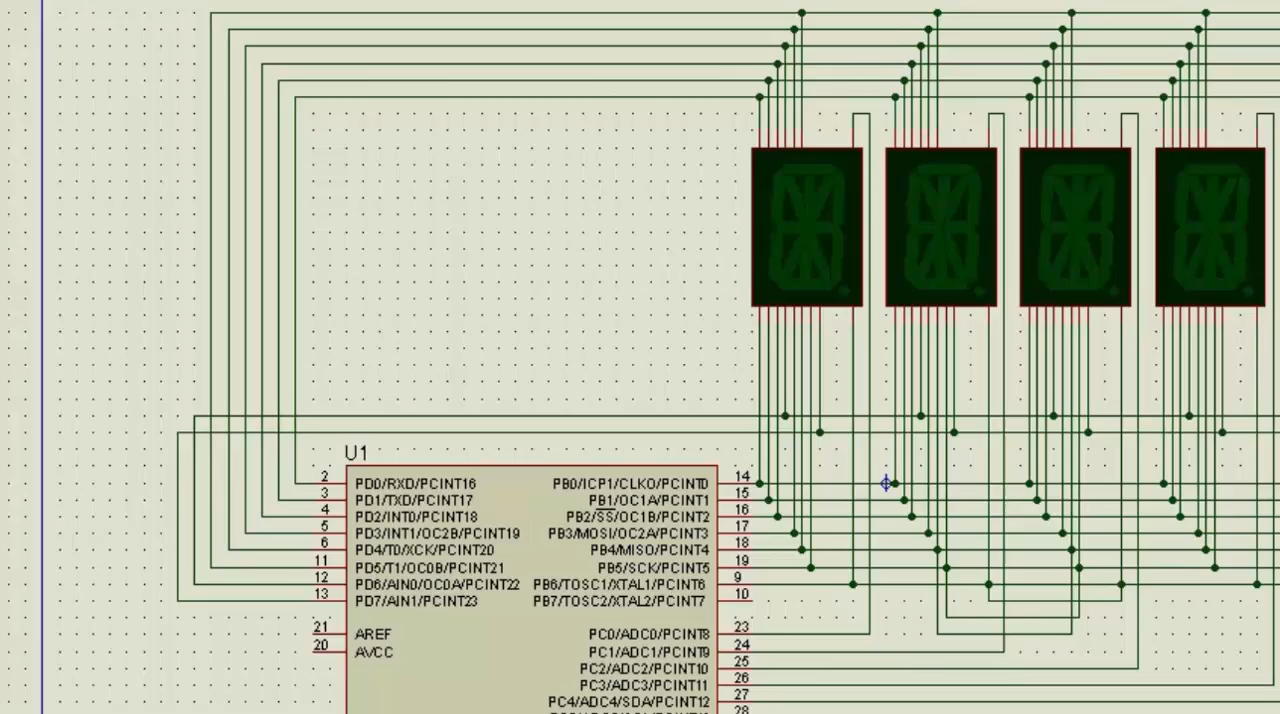 U1
2 PD0/RXD/PCINT16 PB0/ICP1/CLKO/PCINT0 14
3 PD1/TXD/PCINT17 PB1/OC1A/PCINT1 15
4 PD2/INT0/PCINT18 PB2/SS/OC1B/PCINT2 16
5 PD3/INT1/OC2B/PCINT19 PB3/MOSI/OC2A/PCINT3 17
6 PD4/T0/XCK/PCINT20 PB4/MISO/PCINT4 18
11 PD5/T1/OC0B/PCINT21 PB5/SCK/PCINT5 19
12 PD6/AIN0/OC0A/PCINT22 PB6/TOSC1/XTAL1/PCINT6 9
13 PD7/AIN1/PCINT23 PB7/TOSC2/XTAL2/PCINT7 10
21 AREF PC0/ADC0/PCINT8 23
20 AVCC PC1/ADC1/PCINT9 24
PC2/ADC2/PCINT10 25
PC3/ADC3/PCINT11 26
PC4/ADC4/SDA/PCINT12 27
28